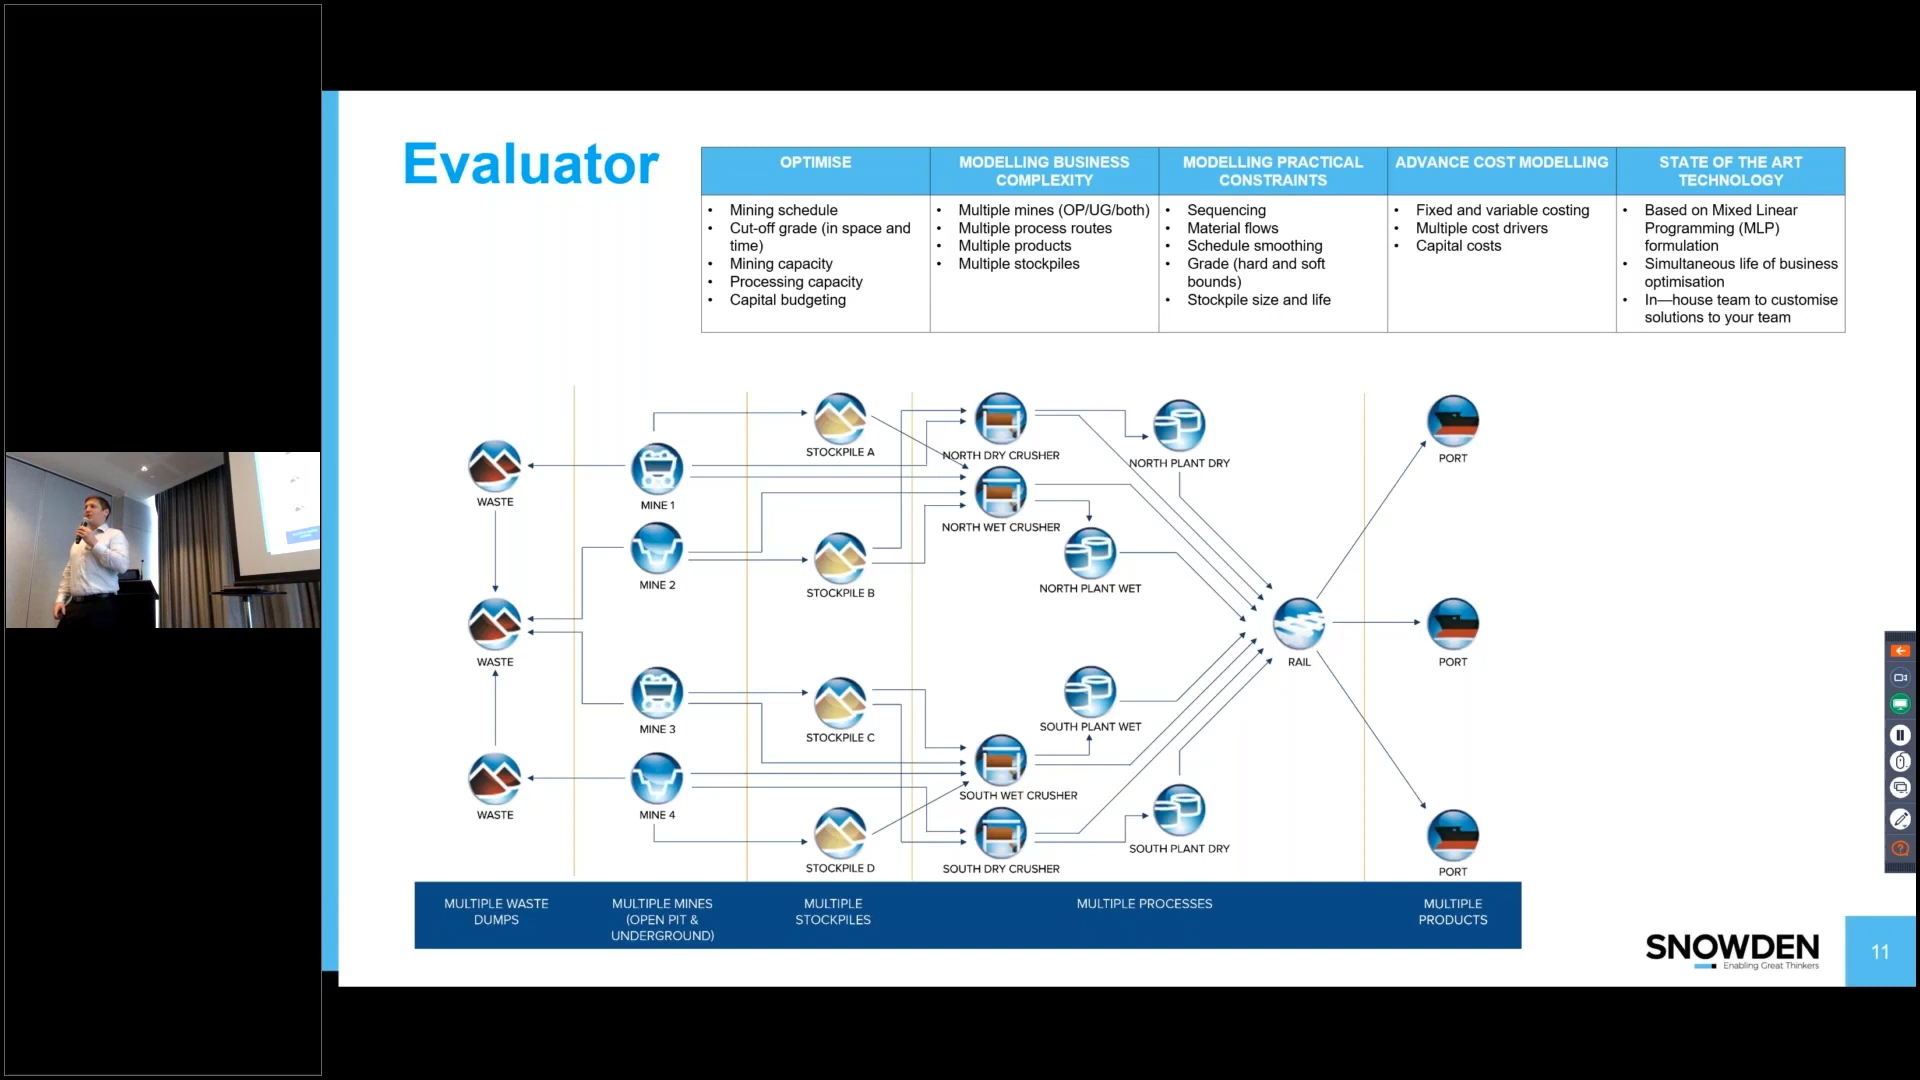 Evaluator
OPTIMISE
• Mining schedule
• Cut-off grade (in space and
time)
• Mining capacity
• Processing capacity
• Capital budgeting
MODELLING BUSINESS
COMPLEXITY
• Multiple mines (OP/UG/both)
• Multiple process routes
• Multiple products
• Multiple stockpiles
MODELLING PRACTICAL
CONSTRAINTS
• Sequencing
• Material flows
• Schedule smoothing
• Grade (hard and soft
bounds)
• Stockpile size and life
ADVANCE COST MODELLING
• Fixed and variable costing
• Multiple cost drivers
• Capital costs
STATE OF THE ART
TECHNOLOGY
• Based on Mixed Linear
Programming (MLP)
formulation
• Simultaneous life of business
optimisation
• In—house team to customise
solutions to your team
WASTE
WASTE
WASTE
MINE 1
MINE 2
MINE 3
MINE 4
STOCKPILE A
STOCKPILE B
STOCKPILE C
STOCKPILE D
NORTH DRY CRUSHER
NORTH WET CRUSHER
SOUTH WET CRUSHER
SOUTH DRY CRUSHER
NORTH PLANT DRY
NORTH PLANT WET
SOUTH PLANT WET
SOUTH PLANT DRY
RAIL
PORT
PORT
PORT
MULTIPLE WASTE
DUMPS
MULTIPLE MINES
(OPEN PIT &
UNDERGROUND)
MULTIPLE
STOCKPILES
MULTIPLE PROCESSES
MULTIPLE
PRODUCTS
SNOWDEN
Enabling Great Thinkers
11